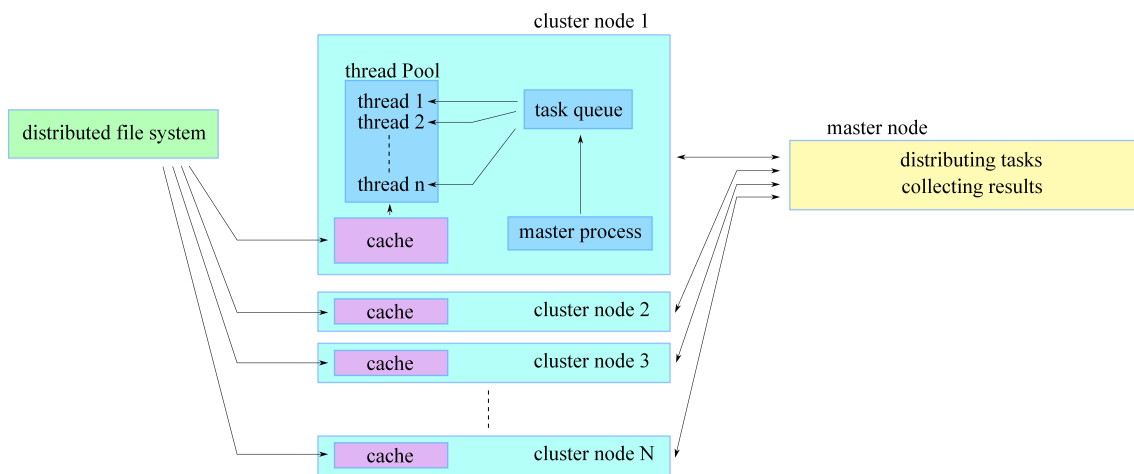 cluster node 1
thread Pool
thread 1
thread 2
thread n
task queue
master process
cache
distributed file system
master node
distributing tasks
collecting results
cache
cluster node 2
cache
cluster node 3
cache
cluster node N